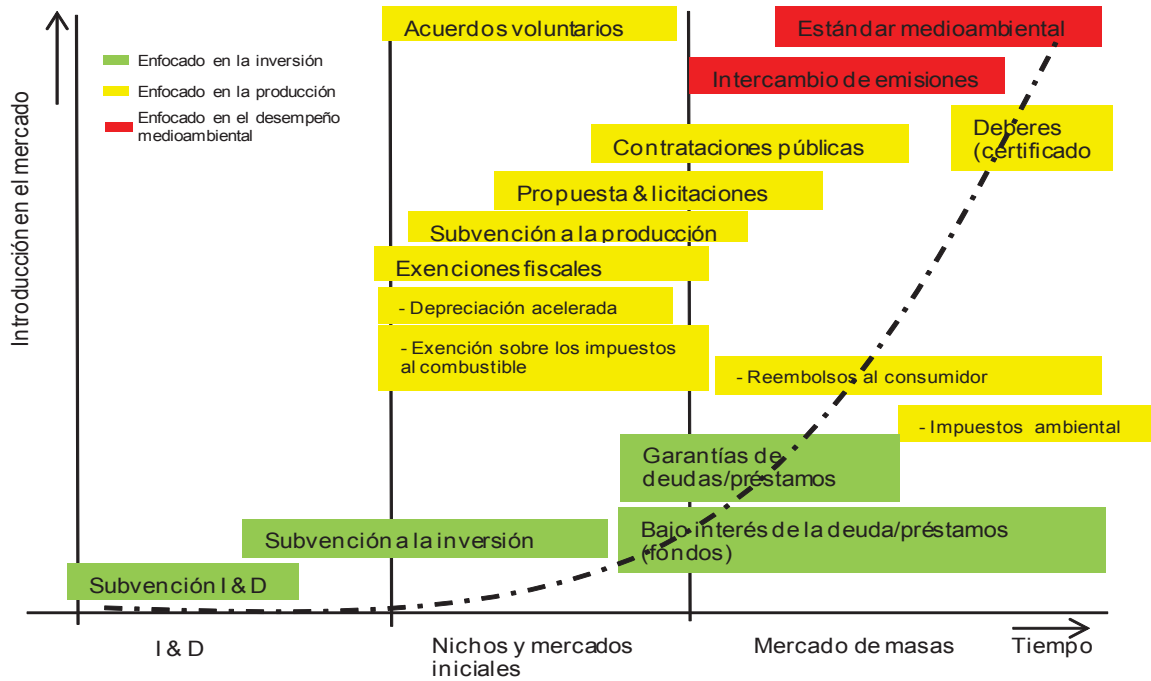 Introducción en el mercado
Enfocado en la inversión
Enfocado en la producción
Enfocado en el desempeño
medioambiental
Acuerdos voluntarios
Estándar medioambiental
Intercambio de emisiones
Deberes
(certificado
Contrataciones públicas
Propuesta & licitaciones
Subvención a la producción
Exenciones fiscales
- Depreciación acelerada
- Exención sobre los impuestos
al combustible
- Reembolsos al consumidor
- Impuestos ambiental
Garantías de
deudas/préstamos
Bajo interés de la deuda/préstamos
(fondos)
Subvención a la inversión
Subvención I & D
I & D
Nichos y mercados
iniciales
Mercado de masas
Tiempo